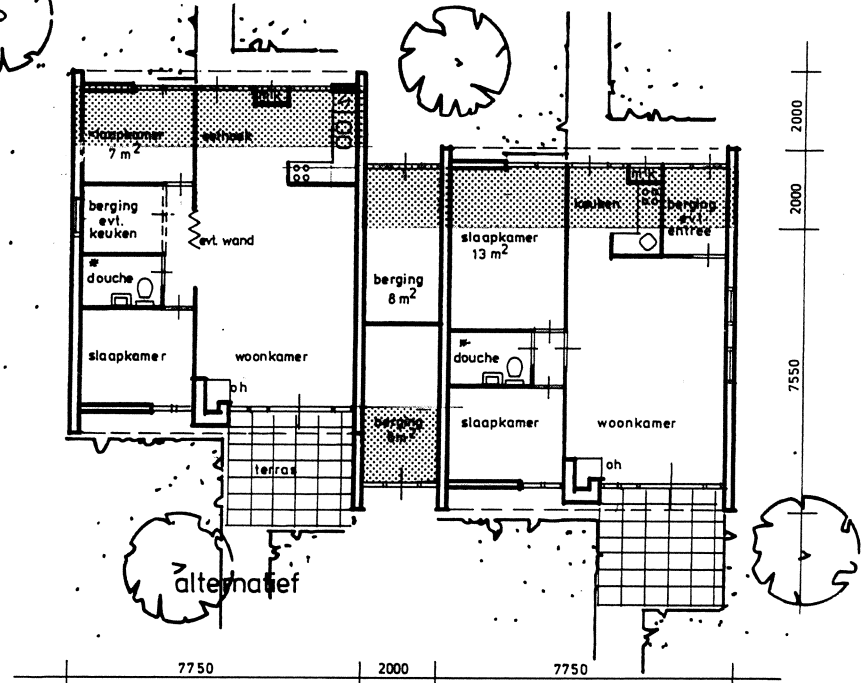 slaapkamer
7 m²
eethoek
m k
berging
evt.
keuken
evt. wand
*
douche
slaapkamer
woonkamer
oh
terras
berging
8 m²
berging
slaapkamer
13 m²
keuken
m k
berging
evt.
entree
*
douche
slaapkamer
woonkamer
oh
alternatief
2000
2000
7550
7750
2000
7750